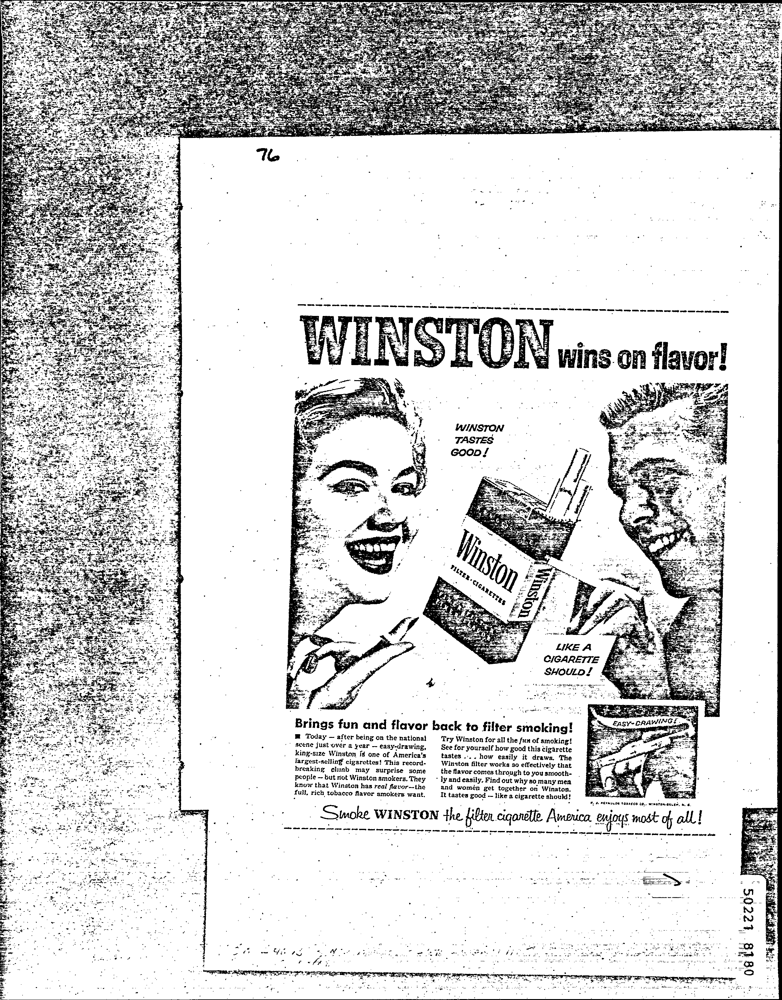 76
WINSTON wins on flavor!
WINSTON
TASTES
GOOD!
Winston
FILTER-CIGARETTES
Winston
LIKE A
CIGARETTE
SHOULD!
EASY-DRAWING!
Brings fun and flavor back to filter smoking!
■ Today — after being on the national
scene just over a year — easy-drawing,
king-size Winston is one of America's
largest-selling cigarettes! This record-
breaking climb may surprise some
people — but not Winston smokers. They
know that Winston has real flavor—the
full, rich tobacco flavor smokers want.
Try Winston for all the fun of smoking!
See for yourself how good this cigarette
tastes . . . how easily it draws. The
Winston filter works so effectively that
the flavor comes through to you smooth-
ly and easily. Find out why so many men
and women get together on Winston.
It tastes good — like a cigarette should!
R. J. REYNOLDS TOBACCO CO., WINSTON-SALEM, N. C.
Smoke WINSTON the filter cigarette America enjoys most of all!
50221 8180